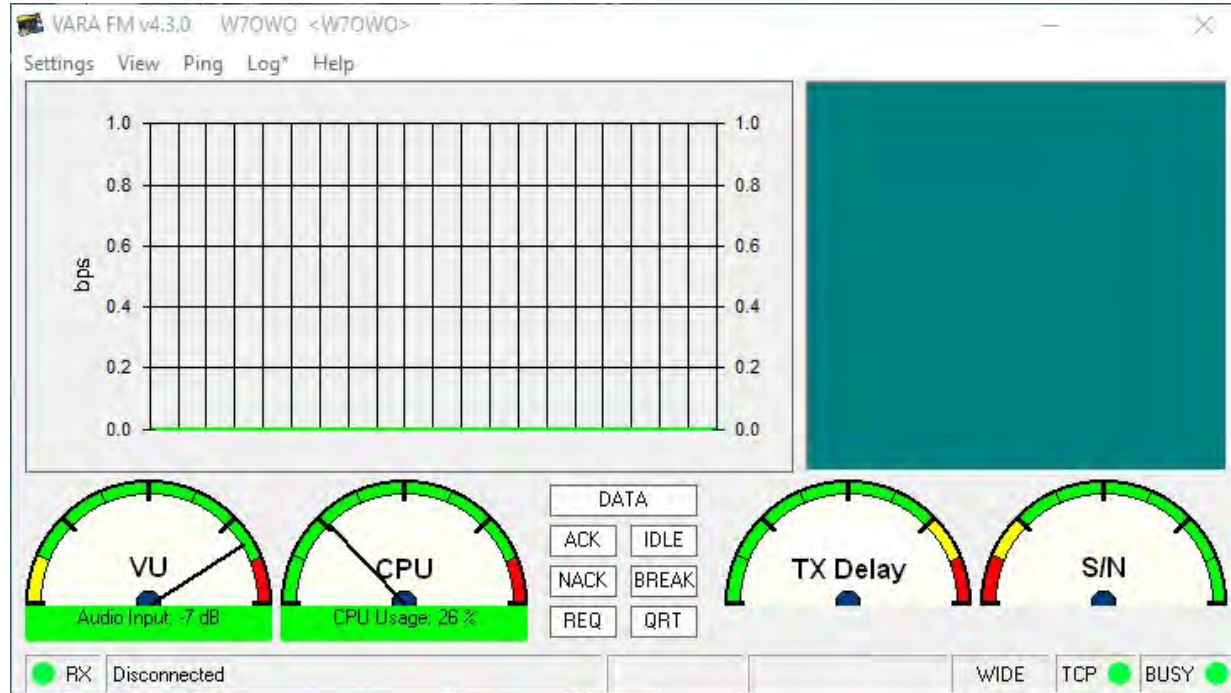 VARA FM v4.3.0 W7OWO <W7OWO>
Settings View Ping Log* Help
1.0 1.0
0.8 0.8
0.6 0.6
bps
0.4 0.4
0.2 0.2
0.0 0.0
DATA
ACK IDLE
VU CPU TX Delay S/N
NACK BREAK
Audio Input: -7 dB CPU Usage: 26 % REQ QRT
RX Disconnected WIDE TCP BUSY